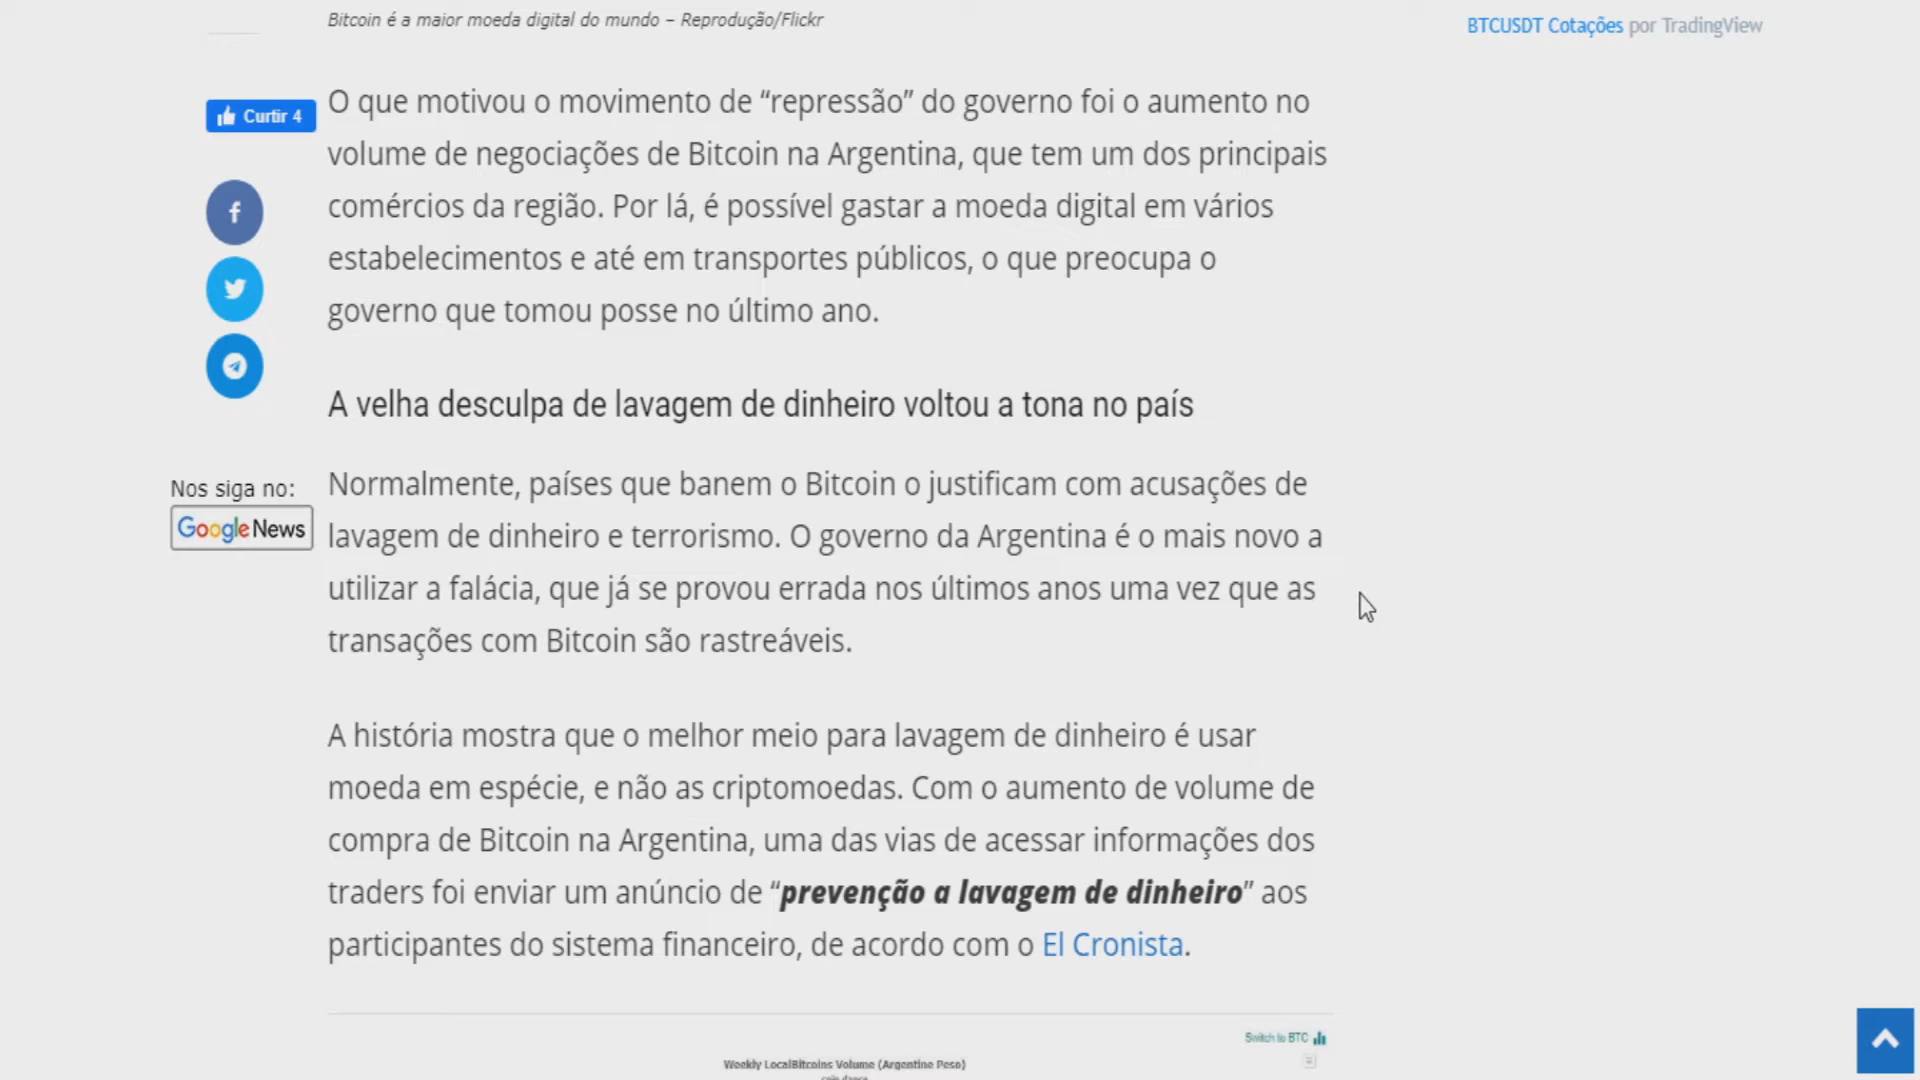 Bitcoin é a maior moeda digital do mundo – Reprodução/Flickr
BTCUSDT Cotações por TradingView
Curtir 4
O que motivou o movimento de “repressão” do governo foi o aumento no
volume de negociações de Bitcoin na Argentina, que tem um dos principais
comércios da região. Por lá, é possível gastar a moeda digital em vários
estabelecimentos e até em transportes públicos, o que preocupa o
governo que tomou posse no último ano.
A velha desculpa de lavagem de dinheiro voltou a tona no país
Nos siga no:
Google News
Normalmente, países que banem o Bitcoin o justificam com acusações de
lavagem de dinheiro e terrorismo. O governo da Argentina é o mais novo a
utilizar a falácia, que já se provou errada nos últimos anos uma vez que as
transações com Bitcoin são rastreáveis.
A história mostra que o melhor meio para lavagem de dinheiro é usar
moeda em espécie, e não as criptomoedas. Com o aumento de volume de
compra de Bitcoin na Argentina, uma das vias de acessar informações dos
traders foi enviar um anúncio de “prevenção a lavagem de dinheiro” aos
participantes do sistema financeiro, de acordo com o El Cronista.
Switch to BTC
Weekly LocalBitcoins Volume (Argentine Peso)
coin.dance